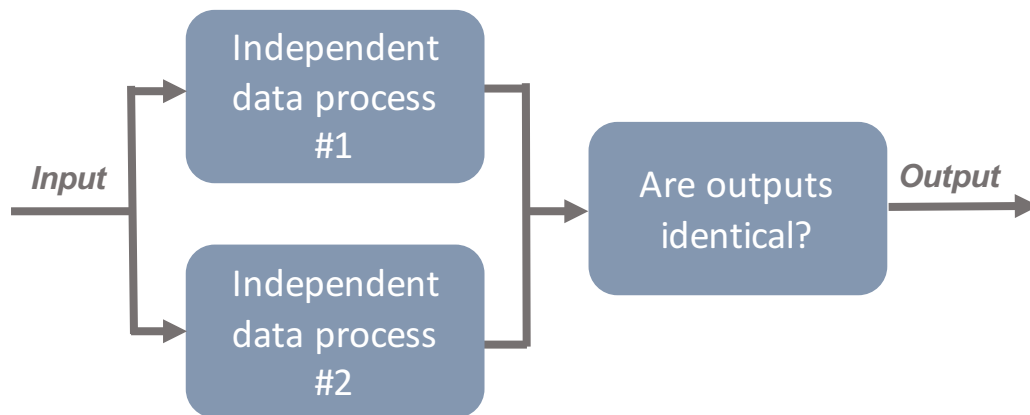 Input
Independent
data process
#1
Independent
data process
#2
Are outputs
identical?
Output